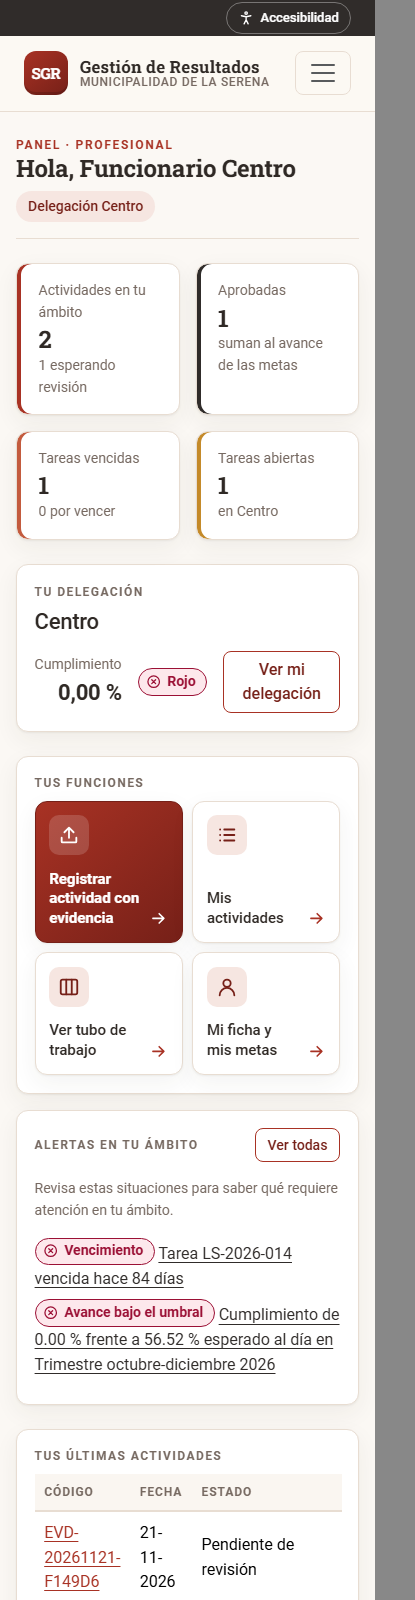 Accesibilidad
SGR
Gestión de Resultados
MUNICIPALIDAD DE LA SERENA
PANEL · PROFESIONAL
Hola, Funcionario Centro
Delegación Centro
Actividades en tu
ámbito
2
1 esperando
revisión
Aprobadas
1
suman al avance
de las metas
Tareas vencidas
1
0 por vencer
Tareas abiertas
1
en Centro
TU DELEGACIÓN
Centro
Cumplimiento
0,00 %
Rojo
Ver mi
delegación
TUS FUNCIONES
Registrar
actividad con
evidencia →
Mis
actividades →
Ver tubo de
trabajo →
Mi ficha y
mis metas →
ALERTAS EN TU ÁMBITO
Ver todas
Revisa estas situaciones para saber qué requiere
atención en tu ámbito.
Vencimiento Tarea LS-2026-014
vencida hace 84 días
Avance bajo el umbral Cumplimiento de
0.00 % frente a 56.52 % esperado al día en
Trimestre octubre-diciembre 2026
TUS ÚLTIMAS ACTIVIDADES
CÓDIGO FECHA ESTADO
EVD-
20261121-
F149D6
21-
11-
2026
Pendiente de
revisión